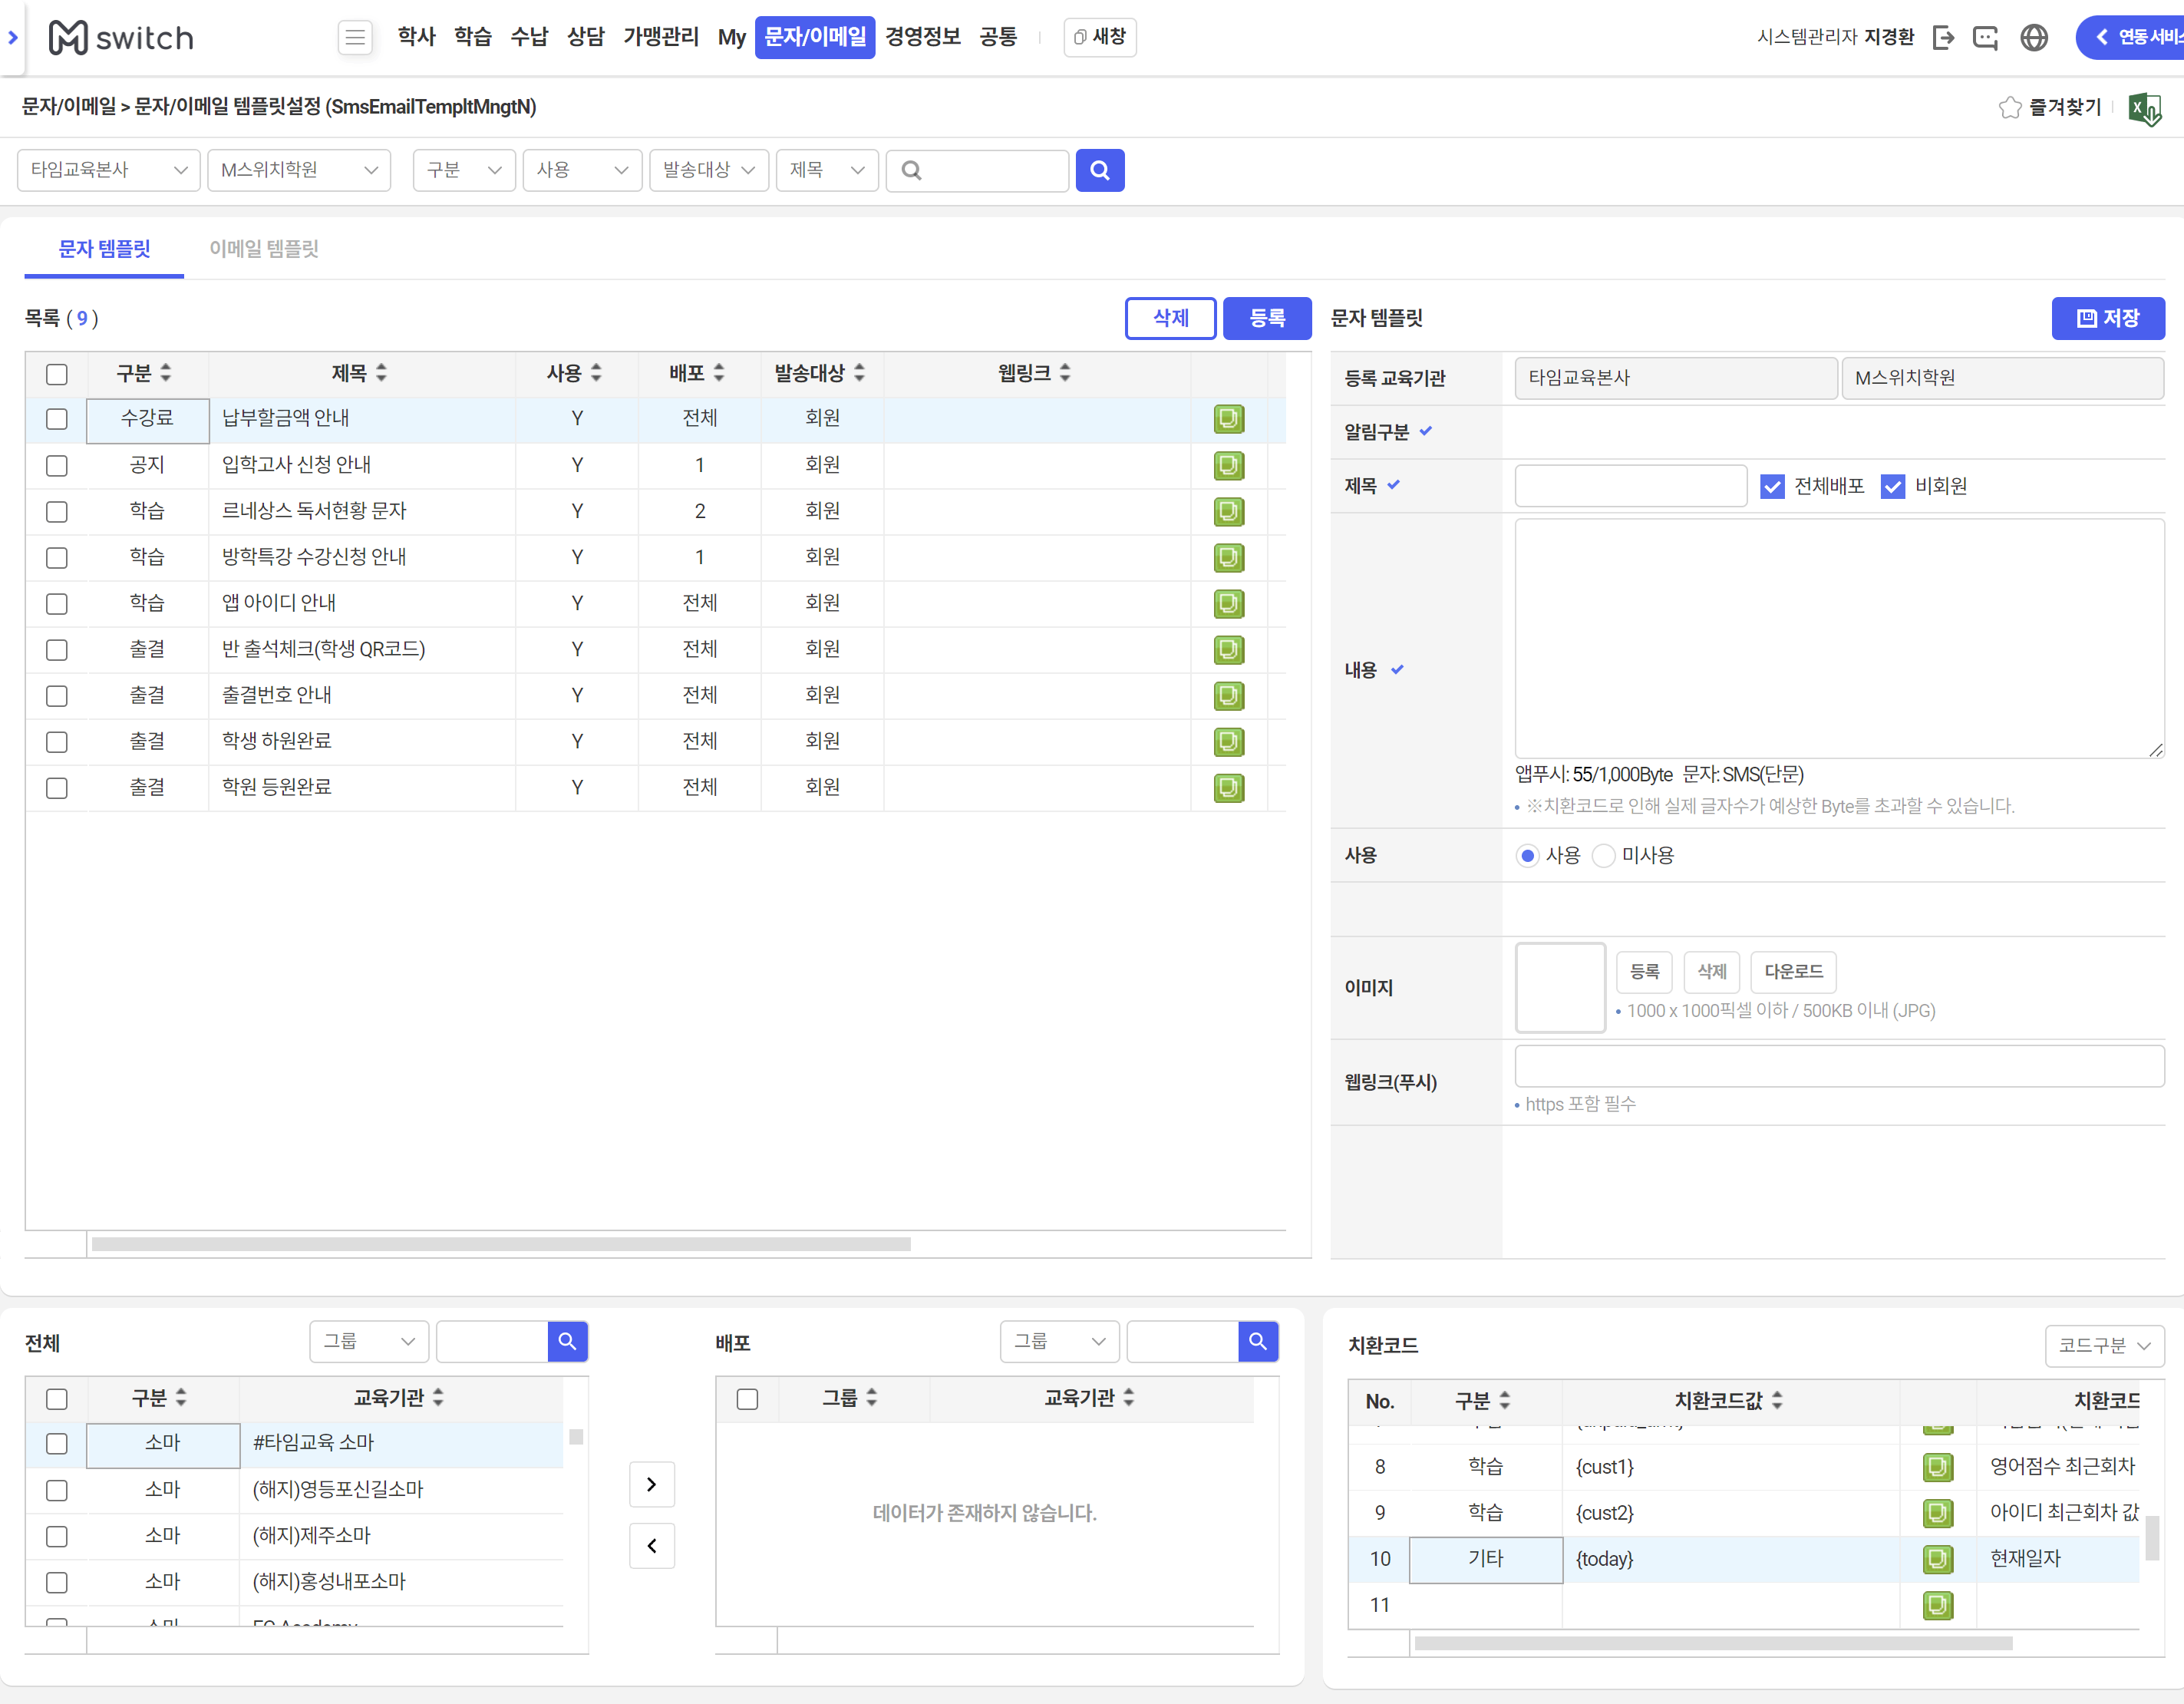 switch
학사 학습 수납 상담 가맹관리 My 문자/이메일 경영정보 공통 새창
시스템관리자 지경환
연동 서비스
문자/이메일 > 문자/이메일 템플릿설정 (SmsEmailTempltMngtN)
즐겨찾기
타임교육본사 M스위치학원 구분 사용 발송대상 제목
문자 템플릿 이메일 템플릿
목록 ( 9 ) 삭제 등록
구분 제목 사용 배포 발송대상 웹링크
수강료 납부할금액 안내 Y 전체 회원
공지 입학고사 신청 안내 Y 1 회원
학습 르네상스 독서현황 문자 Y 2 회원
학습 방학특강 수강신청 안내 Y 1 회원
학습 앱 아이디 안내 Y 전체 회원
출결 반 출석체크(학생 QR코드) Y 전체 회원
출결 출결번호 안내 Y 전체 회원
출결 학생 하원완료 Y 전체 회원
출결 학원 등원완료 Y 전체 회원
문자 템플릿 저장
등록 교육기관 타임교육본사 M스위치학원
알림구분
제목 전체배포 비회원
내용
앱푸시: 55/1,000Byte 문자: SMS(단문)
• ※치환코드로 인해 실제 글자수가 예상한 Byte를 초과할 수 있습니다.
사용 사용 미사용
이미지 등록 삭제 다운로드
• 1000 x 1000픽셀 이하 / 500KB 이내 (JPG)
웹링크(푸시)
• https 포함 필수
전체 그룹
구분 교육기관
소마 #타임교육 소마
소마 (해지)영등포신길소마
소마 (해지)제주소마
소마 (해지)홍성내포소마
배포 그룹
그룹 교육기관
데이터가 존재하지 않습니다.
치환코드 코드구분
No. 구분 치환코드값 치환코드
8 학습 {cust1} 영어점수 최근회차
9 학습 {cust2} 아이디 최근회차 값
10 기타 {today} 현재일자
11